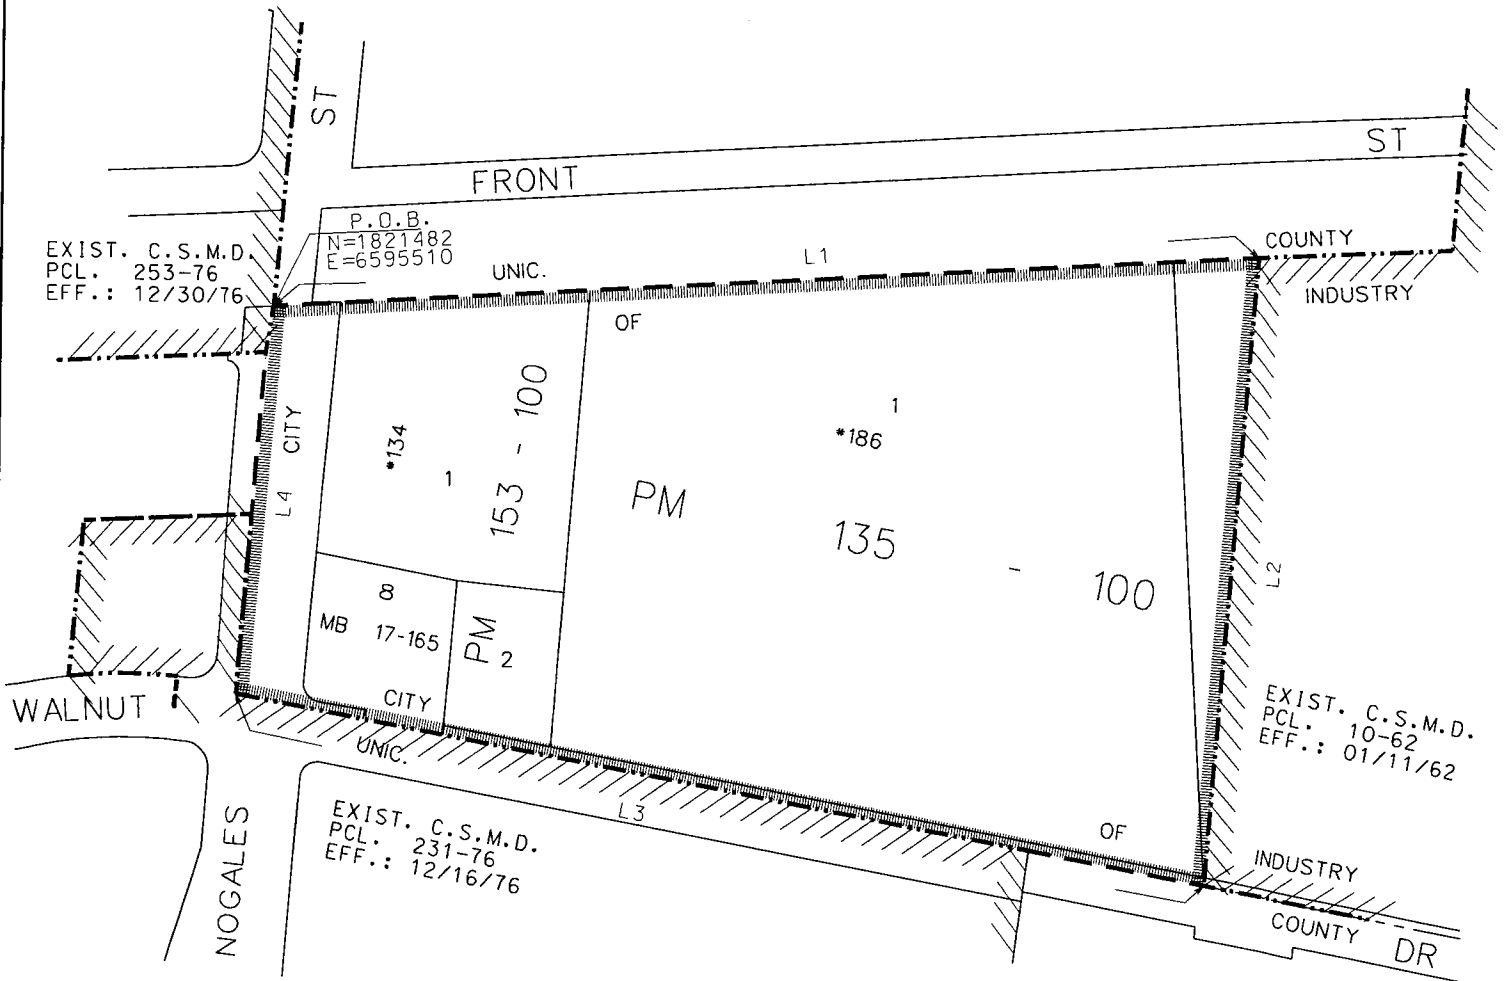 ST
FRONT
ST
P.O.B.
N=1821482
E=6595510
EXIST. C.S.M.D.
PCL. 253-76
EFF.: 12/30/76
UNIC.
L1
COUNTY
INDUSTRY
OF
CITY
L4
*134
1
153 - 100
1
*186
PM
135 - 100
L2
8
MB 17-165
PM
2
CITY
WALNUT
UNIC.
EXIST. C.S.M.D.
PCL. 10-62
EFF.: 01/11/62
L3
EXIST. C.S.M.D.
PCL. 231-76
EFF.: 12/16/76
OF
INDUSTRY
COUNTY
DR
NOGALES